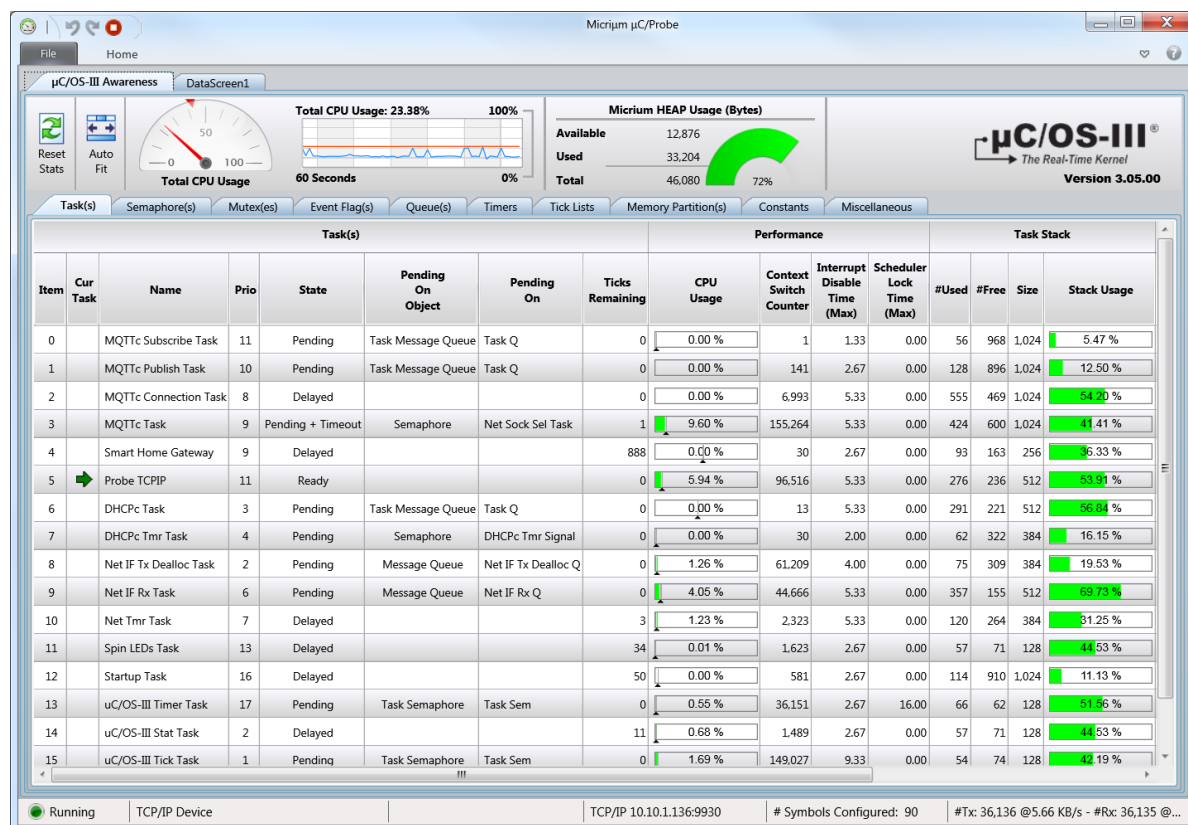 Micriµm µC/Probe
File Home
µC/OS-III Awareness DataScreen1
Reset Stats
Auto Fit
50
0 100
Total CPU Usage
Total CPU Usage: 23.38% 100%
60 Seconds 0%
Micrium HEAP Usage (Bytes)
Available 12,876
Used 33,204
Total 46,080
72%
µC/OS-III®
The Real-Time Kernel
Version 3.05.00
Task(s) Semaphore(s) Mutex(es) Event Flag(s) Queue(s) Timers Tick Lists Memory Partition(s) Constants Miscellaneous
Task(s) Performance Task Stack
Item Cur Task Name Prio State Pending On Object Pending On Ticks Remaining CPU Usage Context Switch Counter Interrupt Disable Time (Max) Scheduler Lock Time (Max) #Used #Free Size Stack Usage
0 MQTTc Subscribe Task 11 Pending Task Message Queue Task Q 0 0.00 % 1 1.33 0.00 56 968 1,024 5.47 %
1 MQTTc Publish Task 10 Pending Task Message Queue Task Q 0 0.00 % 141 2.67 0.00 128 896 1,024 12.50 %
2 MQTTc Connection Task 8 Delayed 0 0.00 % 6,993 5.33 0.00 555 469 1,024 54.20 %
3 MQTTc Task 9 Pending + Timeout Semaphore Net Sock Sel Task 1 9.60 % 155,264 5.33 0.00 424 600 1,024 41.41 %
4 Smart Home Gateway 9 Delayed 888 0.00 % 30 2.67 0.00 93 163 256 36.33 %
5 Probe TCPIP 11 Ready 0 5.94 % 96,516 5.33 0.00 276 236 512 53.91 %
6 DHCPc Task 3 Pending Task Message Queue Task Q 0 0.00 % 13 5.33 0.00 291 221 512 56.84 %
7 DHCPc Tmr Task 4 Pending Semaphore DHCPc Tmr Signal 0 0.00 % 30 2.00 0.00 62 322 384 16.15 %
8 Net IF Tx Dealloc Task 2 Pending Message Queue Net IF Tx Dealloc Q 0 1.26 % 61,209 4.00 0.00 75 309 384 19.53 %
9 Net IF Rx Task 6 Pending Message Queue Net IF Rx Q 0 4.05 % 44,666 5.33 0.00 357 155 512 69.73 %
10 Net Tmr Task 7 Delayed 3 1.23 % 2,323 5.33 0.00 120 264 384 31.25 %
11 Spin LEDs Task 13 Delayed 34 0.01 % 1,623 2.67 0.00 57 71 128 44.53 %
12 Startup Task 16 Delayed 50 0.00 % 581 2.67 0.00 114 910 1,024 11.13 %
13 uC/OS-III Timer Task 17 Pending Task Semaphore Task Sem 0 0.55 % 36,151 2.67 16.00 66 62 128 51.56 %
14 uC/OS-III Stat Task 2 Delayed 11 0.68 % 1,489 2.67 0.00 57 71 128 44.53 %
15 uC/OS-III Tick Task 1 Pending Task Semaphore Task Sem 0 1.69 % 149,027 9.33 0.00 54 74 128 42.19 %
Running TCP/IP Device TCP/IP 10.10.1.136:9930 # Symbols Configured: 90 #Tx: 36,136 @5.66 KB/s - #Rx: 36,135 @...